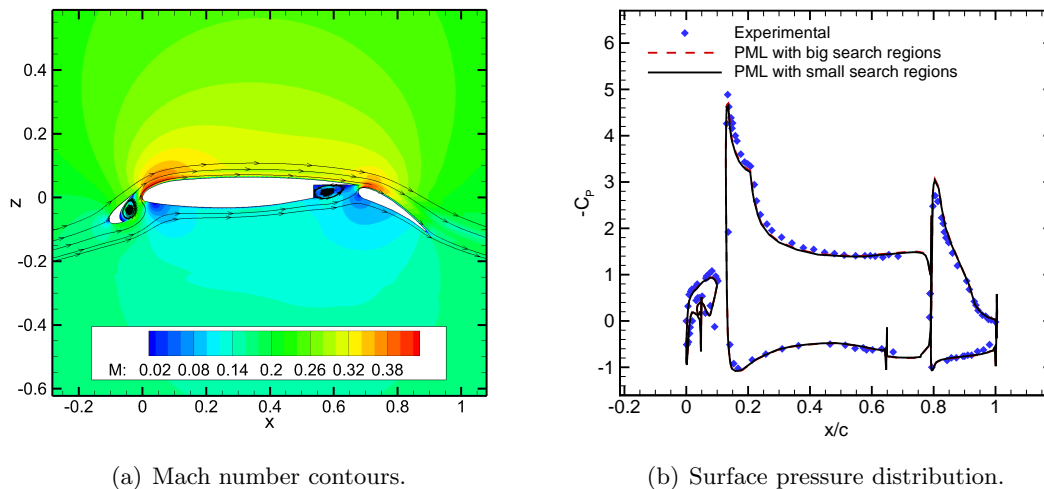 z
0.4
0.2
0
-0.2
-0.4
-0.6
M: 0.02 0.08 0.14 0.2 0.26 0.32 0.38
-0.2 0 0.2 0.4 0.6 0.8 1
x
(a) Mach number contours.
-C_P
6
5
4
3
2
1
0
-1
Experimental
PML with big search regions
PML with small search regions
-0.2 0 0.2 0.4 0.6 0.8 1
x/c
(b) Surface pressure distribution.